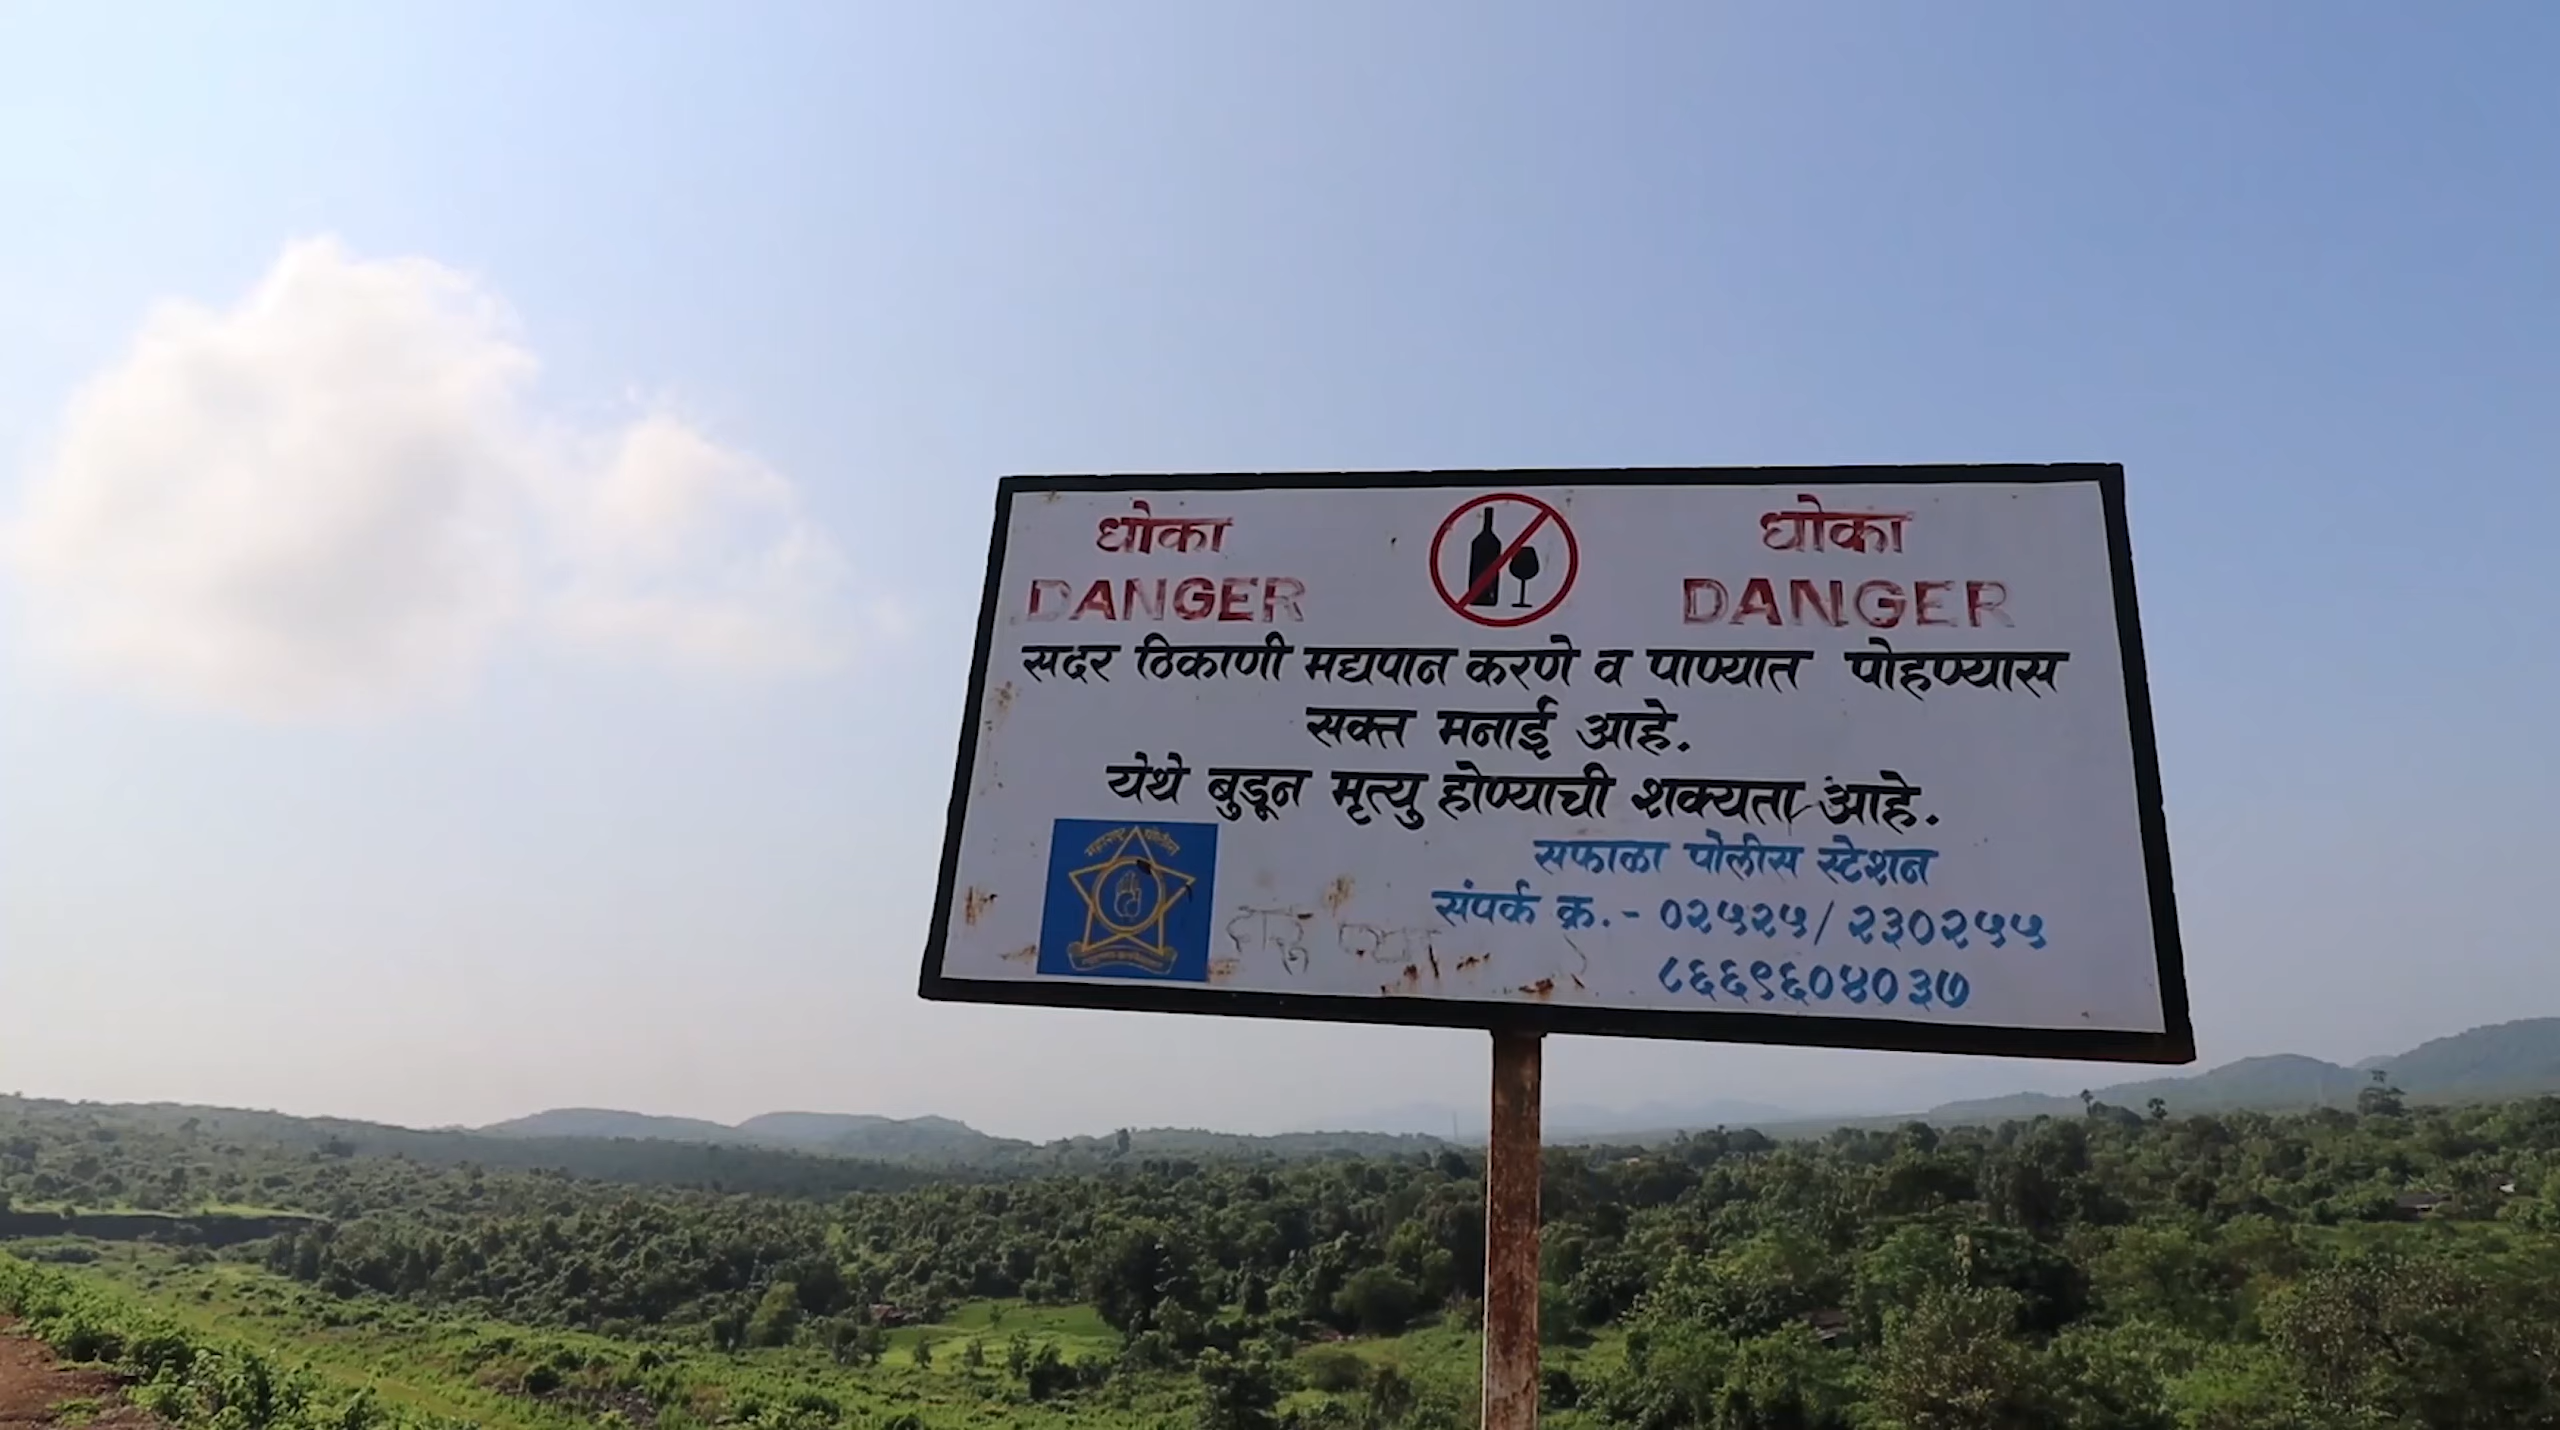 धोका धोका
DANGER DANGER
सदर ठिकाणी मद्यपान करणे व पाण्यात पोहण्यास
सक्त मनाई आहे.
येथे बुडून मृत्यु होण्याची शक्यता आहे.
महाराष्ट्र पोलीस
सफाळा पोलीस स्टेशन
संपर्क क्र.- ०२५२५/२३०२५५
८६६९६०४०३७